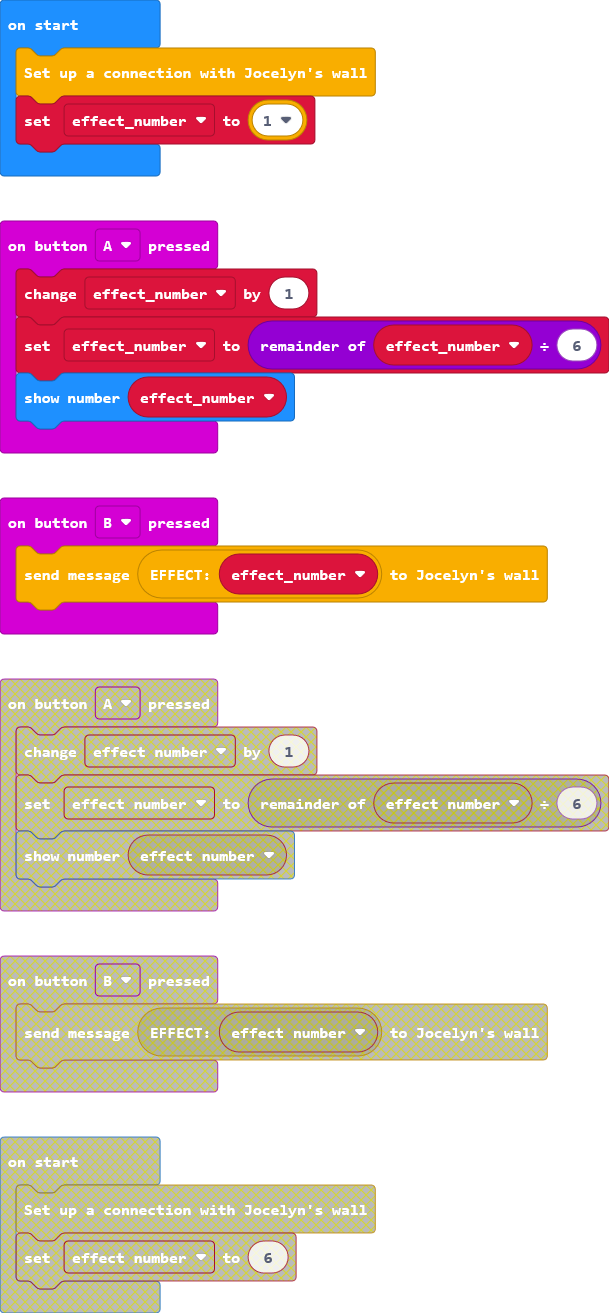 on start
Set up a connection with Jocelyn's wall
set effect_number to 1
on button A pressed
change effect_number by 1
set effect_number to remainder of effect_number ÷ 6
show number effect_number
on button B pressed
send message EFFECT: effect_number to Jocelyn's wall
on button A pressed
change effect number by 1
set effect number to remainder of effect number ÷ 6
show number effect number
on button B pressed
send message EFFECT: effect number to Jocelyn's wall
on start
Set up a connection with Jocelyn's wall
set effect number to 6